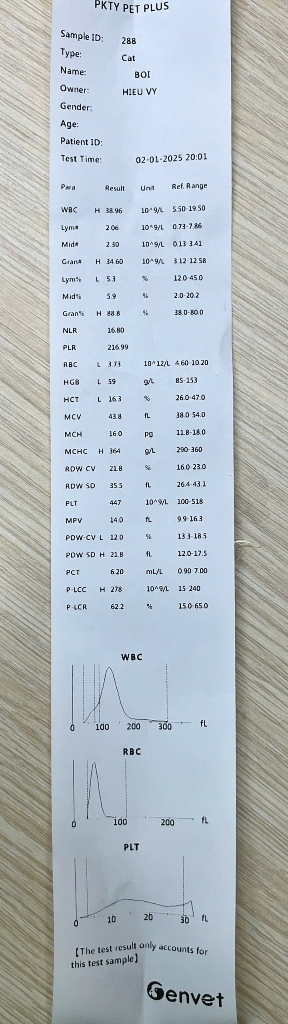 PKTY PET PLUS
Sample ID: 288
Type: Cat
Name: BOI
Owner: HIEU VY
Gender:
Age:
Patient ID:
Test Time: 02-01-2025 20:01
Para Result Unit Ref. Range
WBC H 38.96 10^9/L 5.50-19.50
Lym# 2.06 10^9/L 0.73-7.86
Mid# 2.30 10^9/L 0.13-3.41
Gran# H 34.60 10^9/L 3.12-12.58
Lym% L 5.3 % 12.0-45.0
Mid% 5.9 % 2.0-20.2
Gran% H 88.8 % 38.0-80.0
NLR 16.80
PLR 216.99
RBC L 3.73 10^12/L 4.60-10.20
HGB L 59 g/L 85-153
HCT L 16.3 % 26.0-47.0
MCV 43.8 fL 38.0-54.0
MCH 16.0 pg 11.8-18.0
MCHC H 364 g/L 290-360
RDW-CV 21.8 % 16.0-23.0
RDW-SD 35.5 fL 26.4-43.1
PLT 447 10^9/L 100-518
MPV 14.0 fL 9.9-16.3
PDW-CV L 12.0 % 13.3-18.5
PDW-SD H 21.8 fL 12.0-17.5
PCT 6.20 mL/L 0.90-7.00
P-LCC H 278 10^9/L 15-240
P-LCR 62.2 % 15.0-65.0
WBC
0 100 200 300 fL
RBC
0 100 200 fL
PLT
0 10 20 30 fL
【The test result only accounts for
this test sample】
Genvet